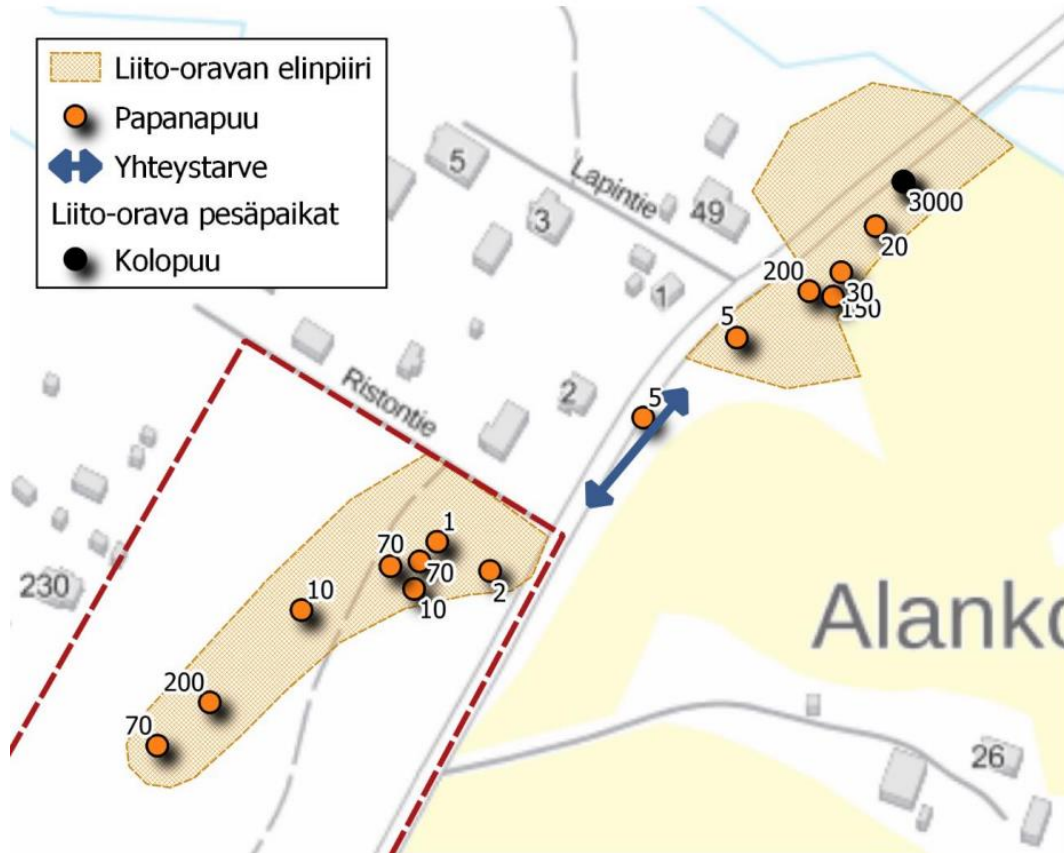 Liito-oravan elinpiiri
Papanapuu
Yhteystarve
Liito-orava pesäpaikat
Kolopuu
5
Lapintie
49
3
3000
20
1
200
30
150
5
Ristontie
2
5
1
70
70
230
10
10
2
Alanko
200
70
26